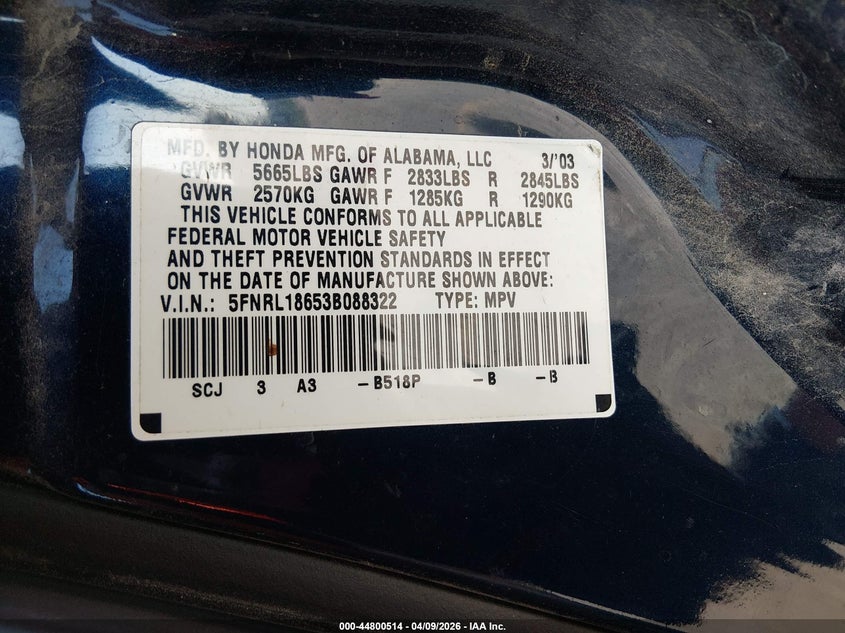 MFD. BY HONDA MFG. OF ALABAMA, LLC 3/'03
GVWR 5665LBS GAWR F 2833LBS R 2845LBS
GVWR 2570KG GAWR F 1285KG R 1290KG
THIS VEHICLE CONFORMS TO ALL APPLICABLE
FEDERAL MOTOR VEHICLE SAFETY
AND THEFT PREVENTION STANDARDS IN EFFECT
ON THE DATE OF MANUFACTURE SHOWN ABOVE:
V.I.N.: 5FNRL18653B088322 TYPE: MPV
SCJ 3 A3 -B518P -B -B
000-44800514 - 04/09/2026 - IAA Inc.